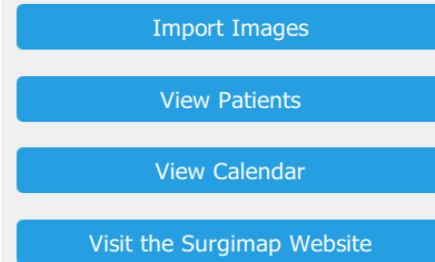 Import Images
View Patients
View Calendar
Visit the Surgimap Website